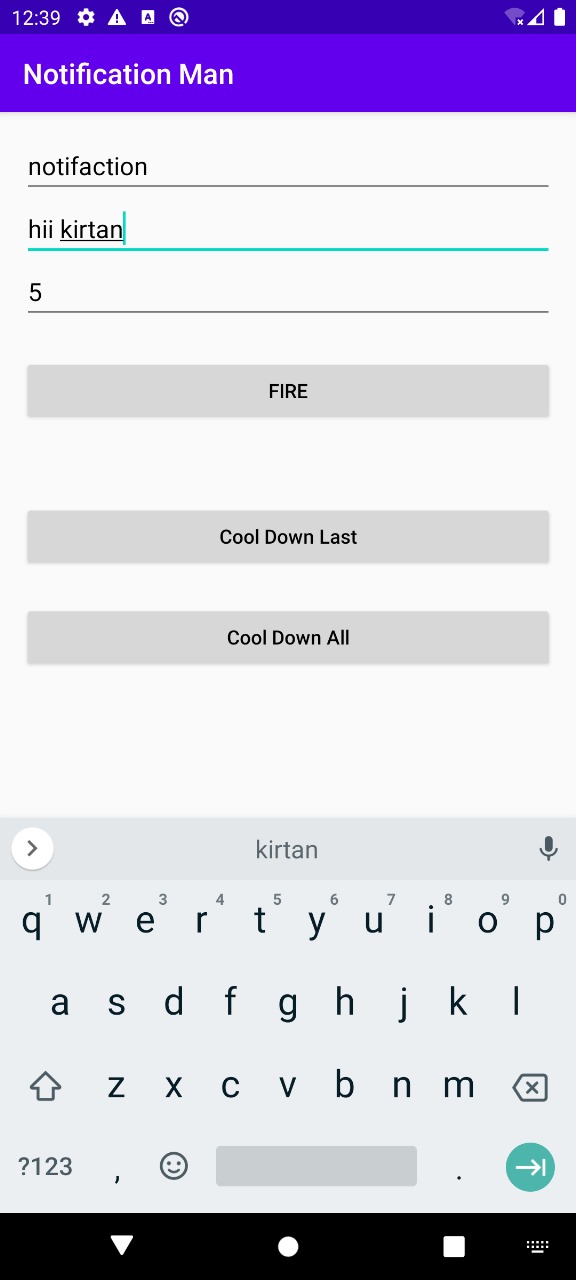 12:39
Notification Man
notifaction
hii kirtan
5
FIRE
Cool Down Last
Cool Down All
kirtan
1 2 3 4 5 6 7 8 9 0
q w e r t y u i o p
a s d f g h j k l
z x c v b n m
?123 , .